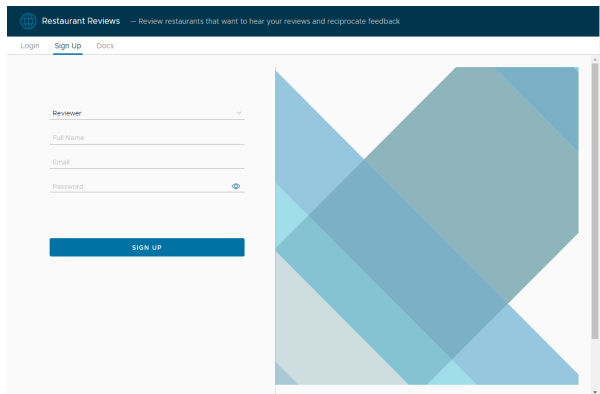 Restaurant Reviews — Review restaurants that want to hear your reviews and reciprocate feedback
Login Sign Up Docs
Reviewer
Full Name
Email
Password
SIGN UP